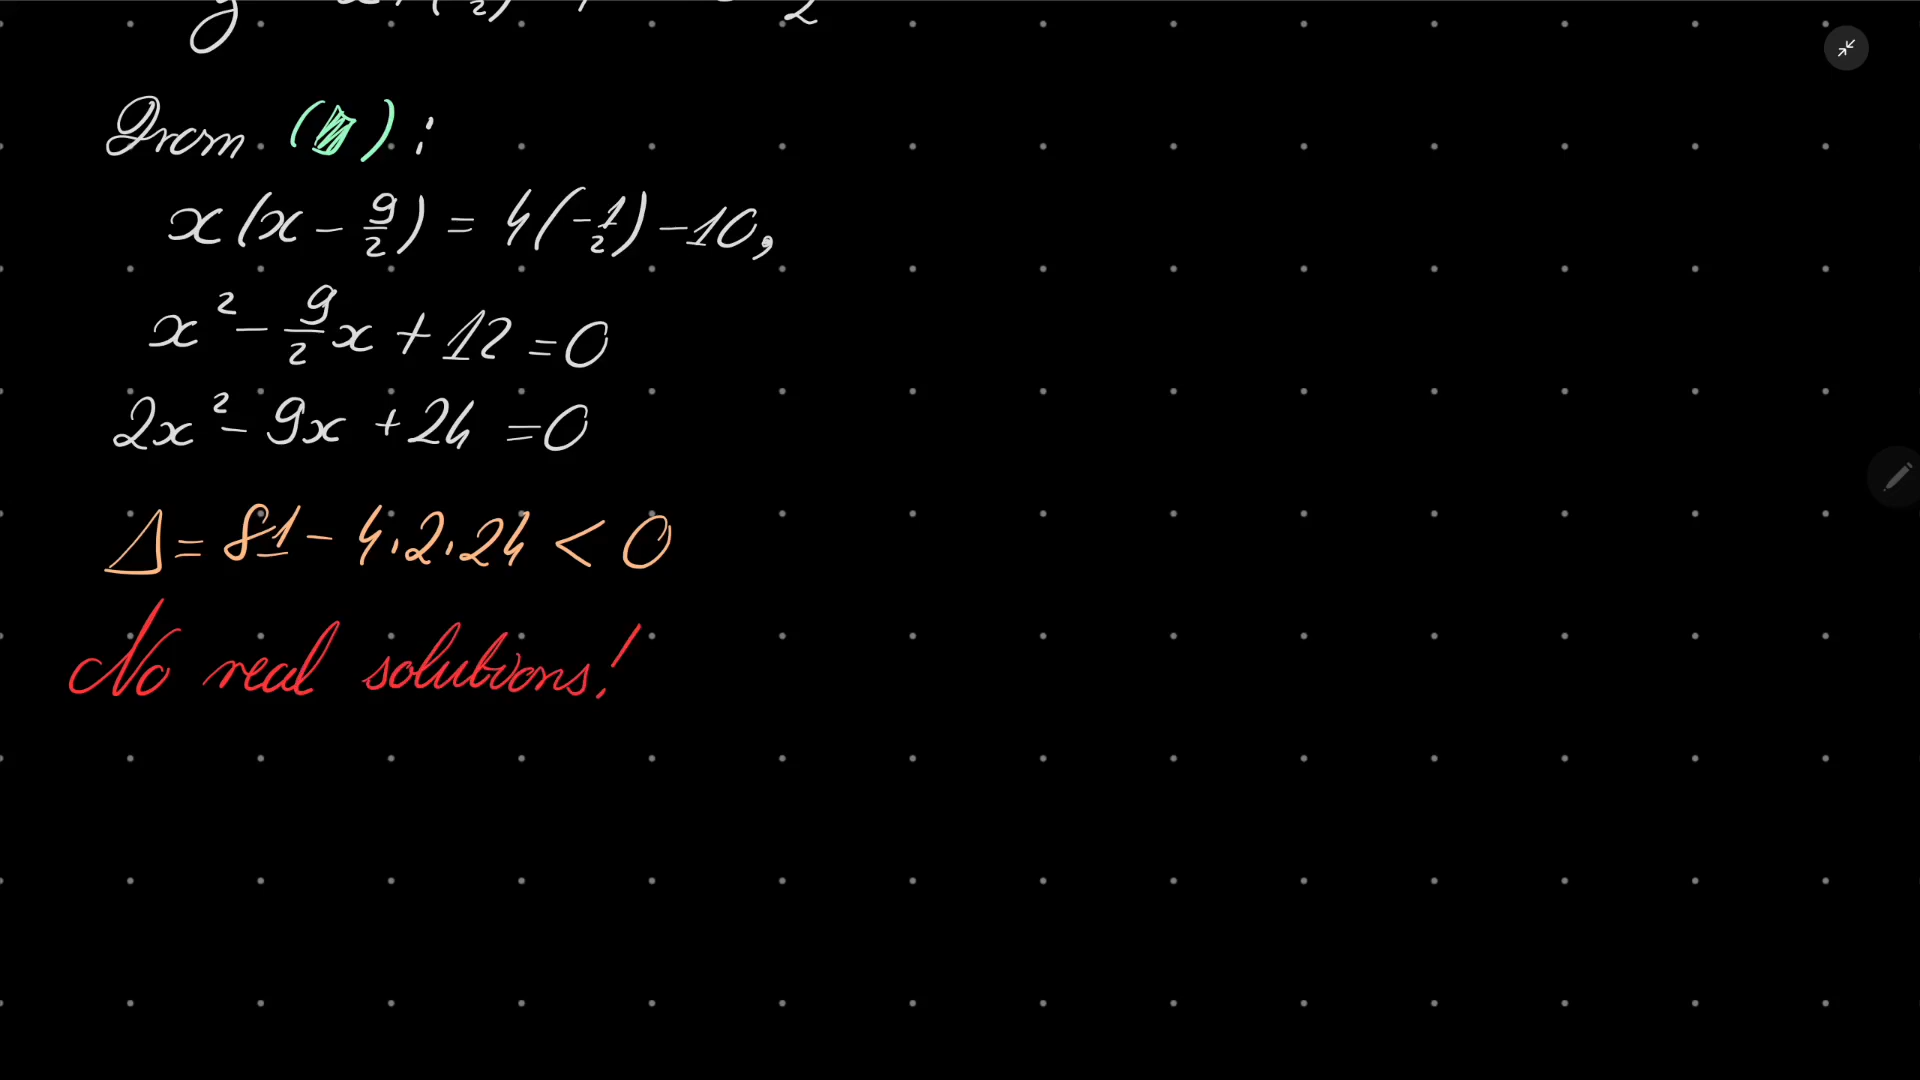 From ( ):
x(x - 9/2) = 4(-1/2) - 10,
x² - 9/2 x + 12 = 0
2x² - 9x + 24 = 0
Δ = 81 - 4.2.24 < 0
No real solutions!